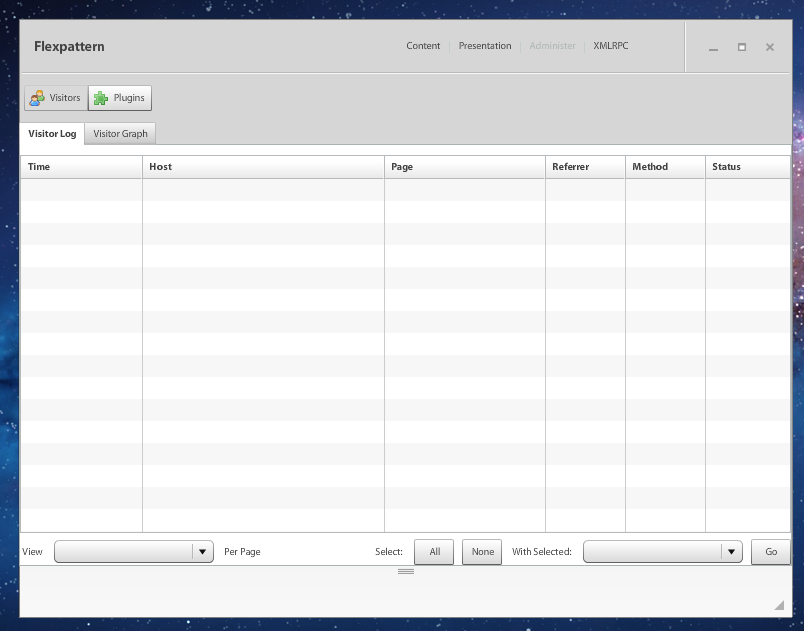 Flexpattern Content Presentation Administer XMLRPC
Visitors Plugins
Visitor Log Visitor Graph
Time Host Page Referrer Method Status
View Per Page Select: All None With Selected: Go